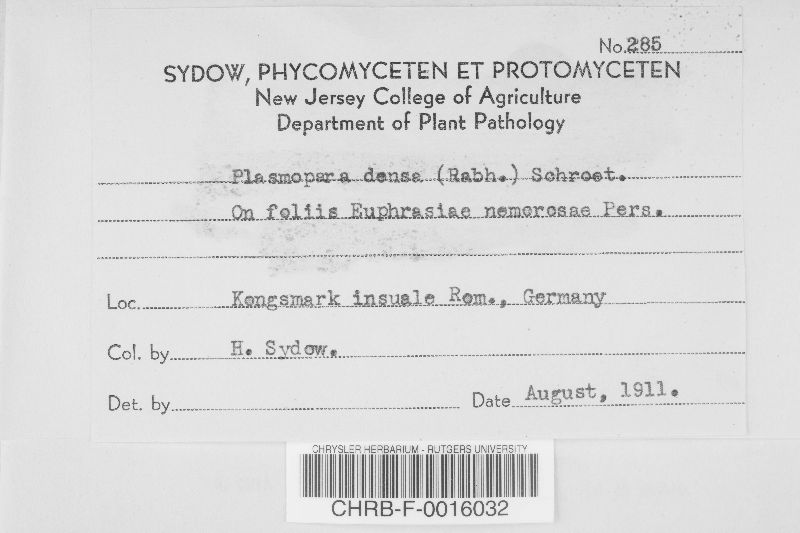 No. 285
SYDOW, PHYCOMYCETEN ET PROTOMYCETEN
New Jersey College of Agriculture
Department of Plant Pathology
Plasmopara densa (Rabh.) Schroet.
On foliis Euphrasiae nemorosae Pers.
Loc. Kongsmark insuale Rom., Germany
Col. by H. Sydow.
Det. by
Date August, 1911.
CHRYSLER HERBARIUM - RUTGERS UNIVERSITY
CHRB-F-0016032